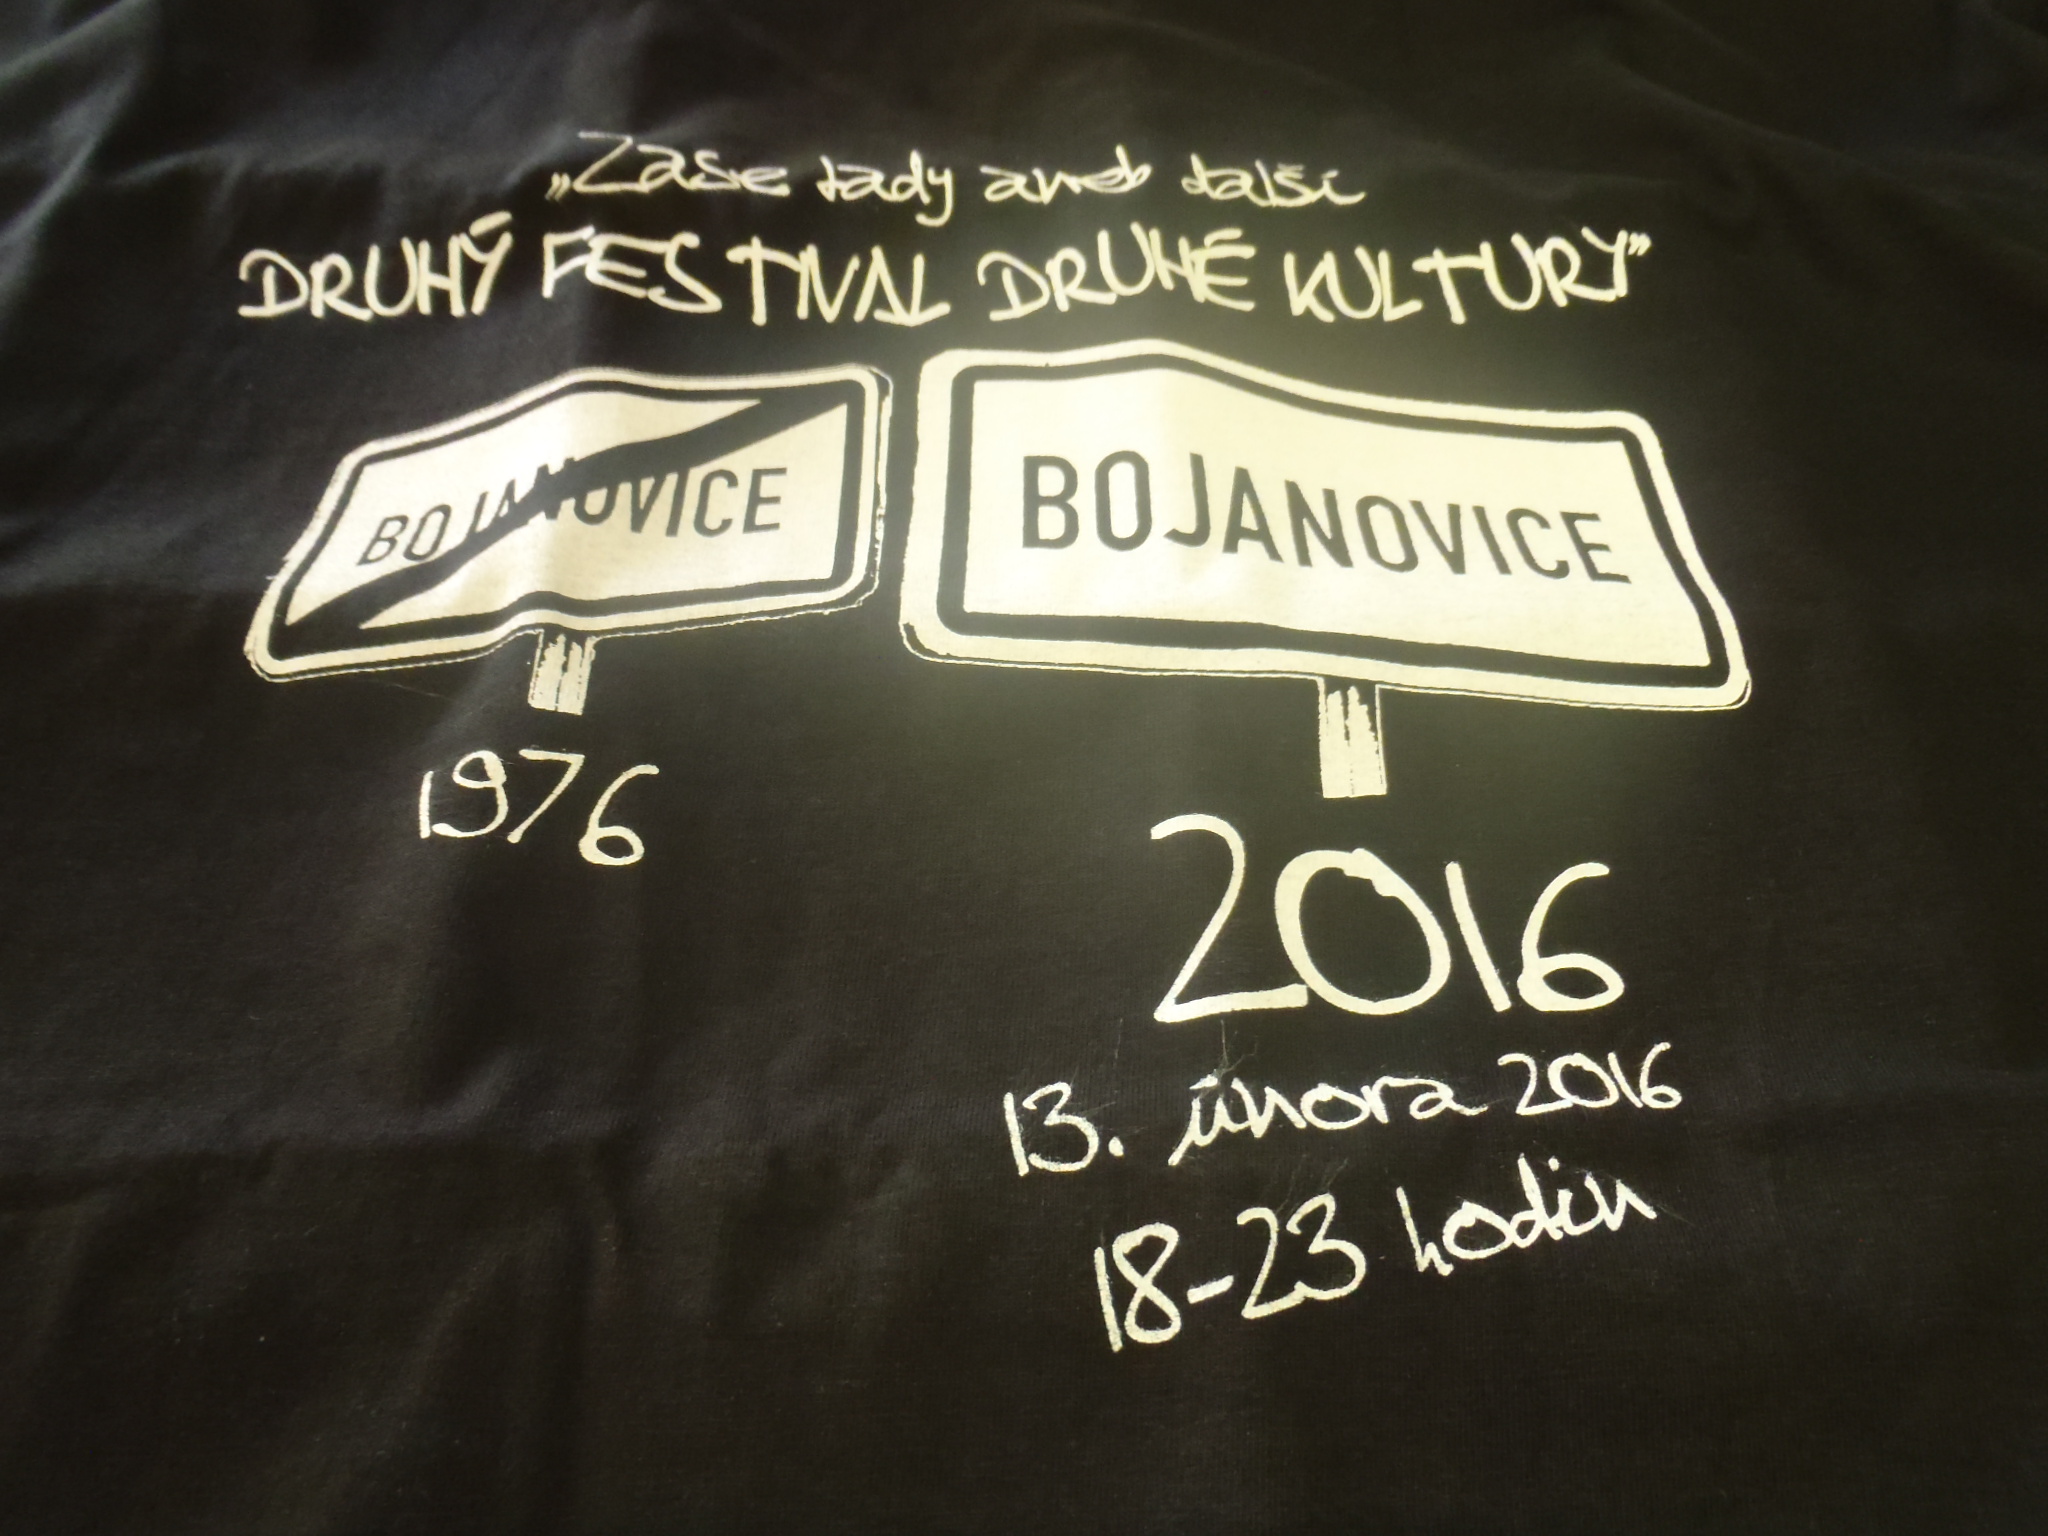 „Zase tady aneb další
DRUHÝ FESTIVAL DRUHÉ KULTURY”
BOJANOVICE
BOJANOVICE
1976
2016
13. února 2016
18-23 hodin